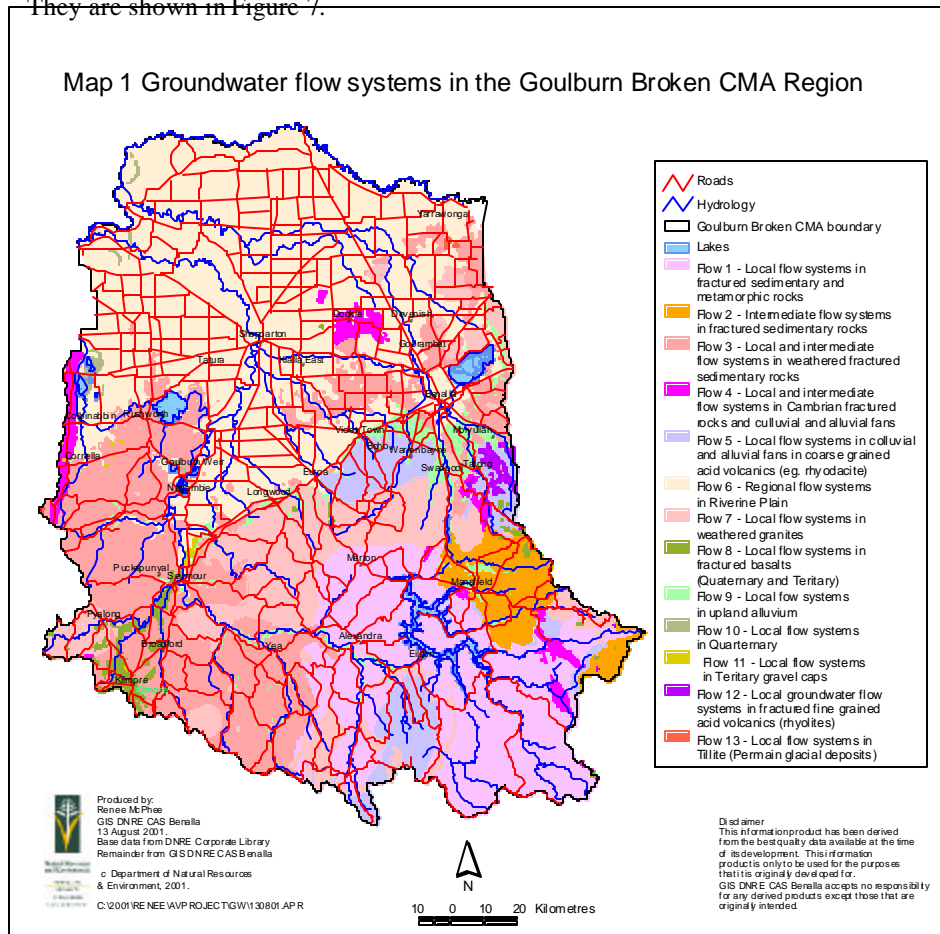 They are shown in Figure 7.
Map 1 Groundwater flow systems in the Goulburn Broken CMA Region
Yarrawonga
Dookie
Devenish
Shepparton
Goorambat
Tatura
Kialla East
Benalla
Colbinabbin
Rushworth
Violet Town
Moyhu
Boho
Warrenbayne
Cornella
Goulburn Weir
Swanpool
Tatong
Euroa
Nagambie
Longwood
Marlon
Puckapunyal
Seymour
Mansfield
Pyalong
Alexandra
Broadford
Yea
Eildon
Kilmore
Kilmore
Roads
Hydrology
Goulburn Broken CMA boundary
Lakes
Flow 1 - Local flow systems in
fractured sedimentary and
metamorphic rocks
Flow 2 - Intermediate flow systems
in fractured sedimentary rocks
Flow 3 - Local and intermediate
flow systems in weathered fractured
sedimentary rocks
Flow 4 - Local and intermediate
flow systems in Cambrian fractured
rocks and culluvial and alluvial fans
Flow 5 - Local flow systems in colluvial
and alluvial fans in coarse grained
acid volcanics (eg. rhyodacite)
Flow 6 - Regional flow systems
in Riverine Plain
Flow 7 - Local flow systems in
weathered granites
Flow 8 - Local flow systems in
fractured basalts
(Quaternary and Teritary)
Flow 9 - Local flow systems
in upland alluvium
Flow 10 - Local flow systems
in Quarternary
Flow 11 - Local flow systems
in Teritary gravel caps
Flow 12 - Local groundwater flow
systems in fractured fine grained
acid volcanics (rhyolites)
Flow 13 - Local flow systems in
Tillite (Permain glacial deposits)
Produced by:
Renee McPhee
GIS DNRE CAS Benalla
13 August 2001.
Base data from DNRE Corporate Library
Remainder from GIS DNRE CAS Benalla
c Department of Natural Resources
& Environment, 2001.
C:\2001\RENEE\AVPROJECT\GW\130801.APR
N
10 0 10 20 Kilometres
Disclaimer
This information product has been derived
from the best quality data available at the time
of its development. This information
product is only to be used for the purposes
that it is originally developed for.
GIS DNRE CAS Benalla accepts no responsibility
for any derived products except those that are
originally intended.